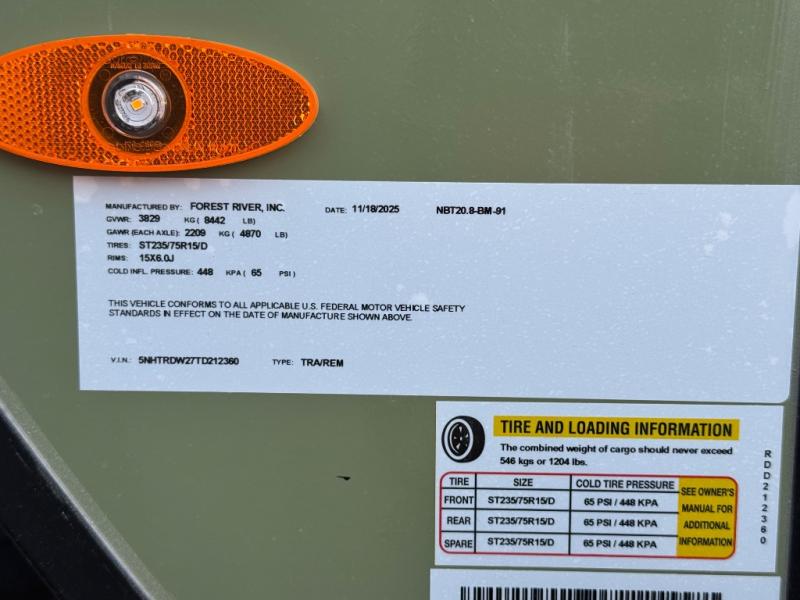 MANUFACTURED BY: FOREST RIVER, INC. DATE: 11/18/2025 NBT20.8-BM-91
GVWR: 3829 KG ( 8442 LB)
GAWR (EACH AXLE): 2209 KG ( 4870 LB)
TIRES: ST235/75R15/D
RIMS: 15X6.0J
COLD INFL. PRESSURE: 448 KPA ( 65 PSI )
THIS VEHICLE CONFORMS TO ALL APPLICABLE U.S. FEDERAL MOTOR VEHICLE SAFETY
STANDARDS IN EFFECT ON THE DATE OF MANUFACTURE SHOWN ABOVE.
V.I.N.: 5NHTRDW27TD212360 TYPE: TRA/REM
TIRE AND LOADING INFORMATION
The combined weight of cargo should never exceed
546 kgs or 1204 lbs.
TIRE SIZE COLD TIRE PRESSURE
FRONT ST235/75R15/D 65 PSI / 448 KPA
REAR ST235/75R15/D 65 PSI / 448 KPA
SPARE ST235/75R15/D 65 PSI / 448 KPA
SEE OWNER'S
MANUAL FOR
ADDITIONAL
INFORMATION
RDD212360